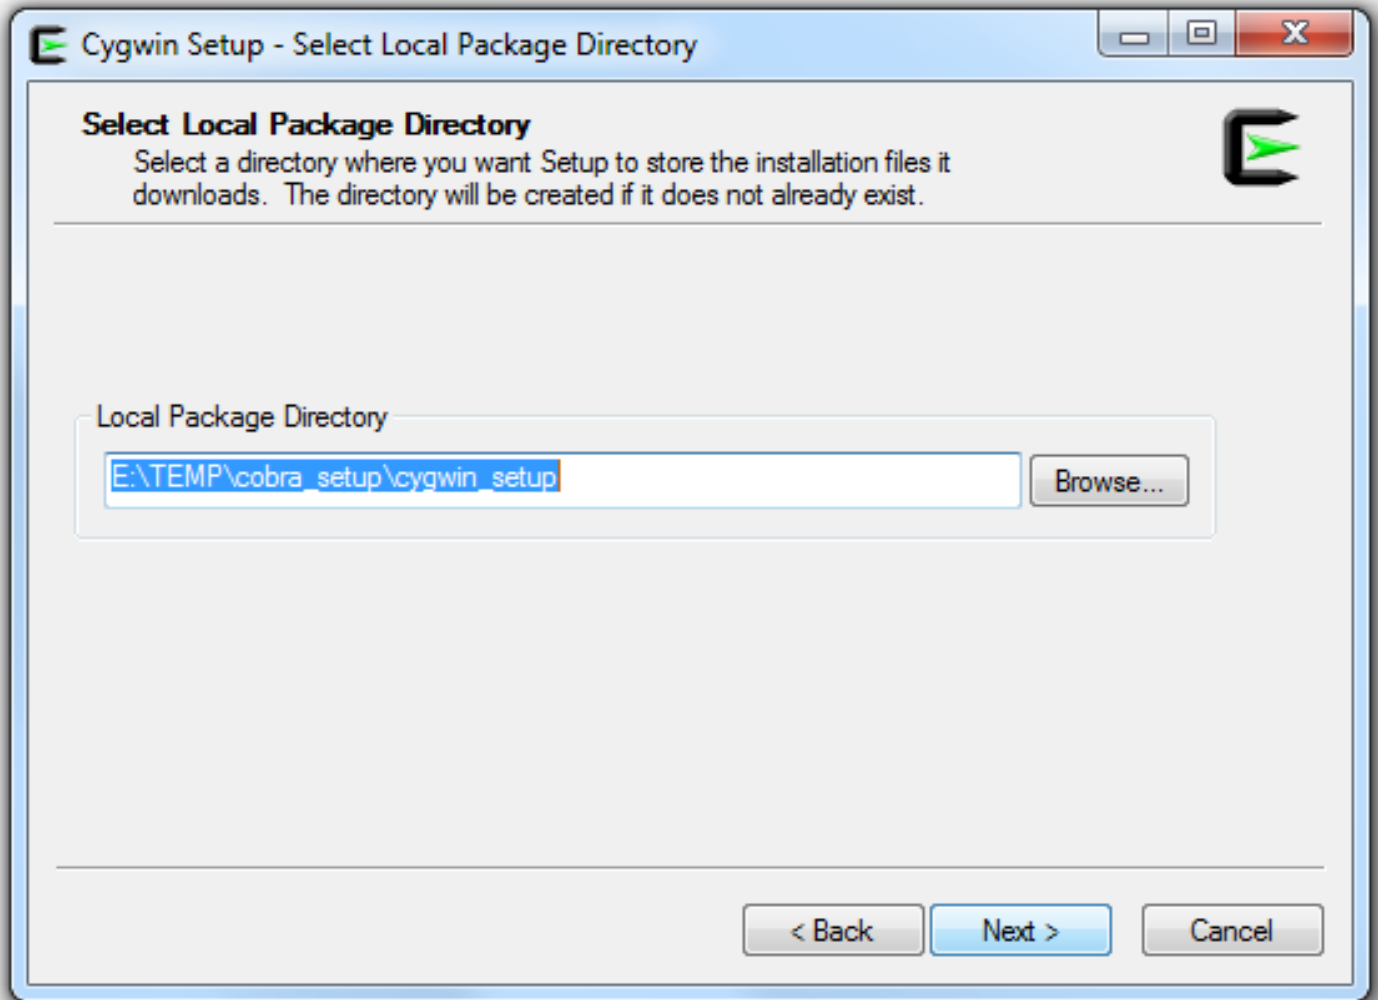 Cygwin Setup - Select Local Package Directory
Select Local Package Directory
Select a directory where you want Setup to store the installation files it
downloads.  The directory will be created if it does not already exist.
Local Package Directory
E:\TEMP\cobra_setup\cygwin_setup
Browse...
< Back
Next >
Cancel